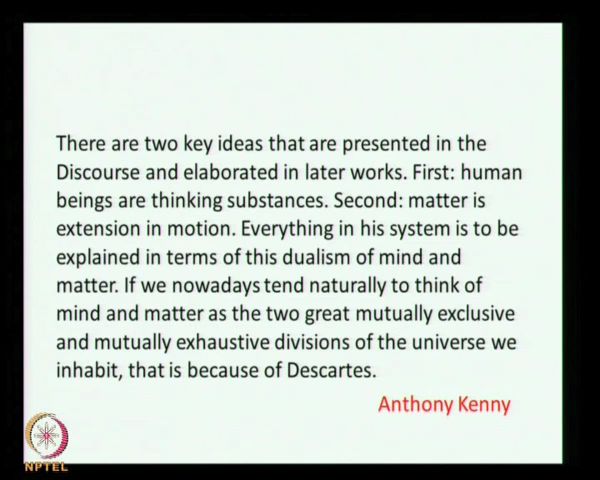 There are two key ideas that are presented in the
Discourse and elaborated in later works. First: human
beings are thinking substances. Second: matter is
extension in motion. Everything in his system is to be
explained in terms of this dualism of mind and
matter. If we nowadays tend naturally to think of
mind and matter as the two great mutually exclusive
and mutually exhaustive divisions of the universe we
inhabit, that is because of Descartes.
Anthony Kenny
NPTEL